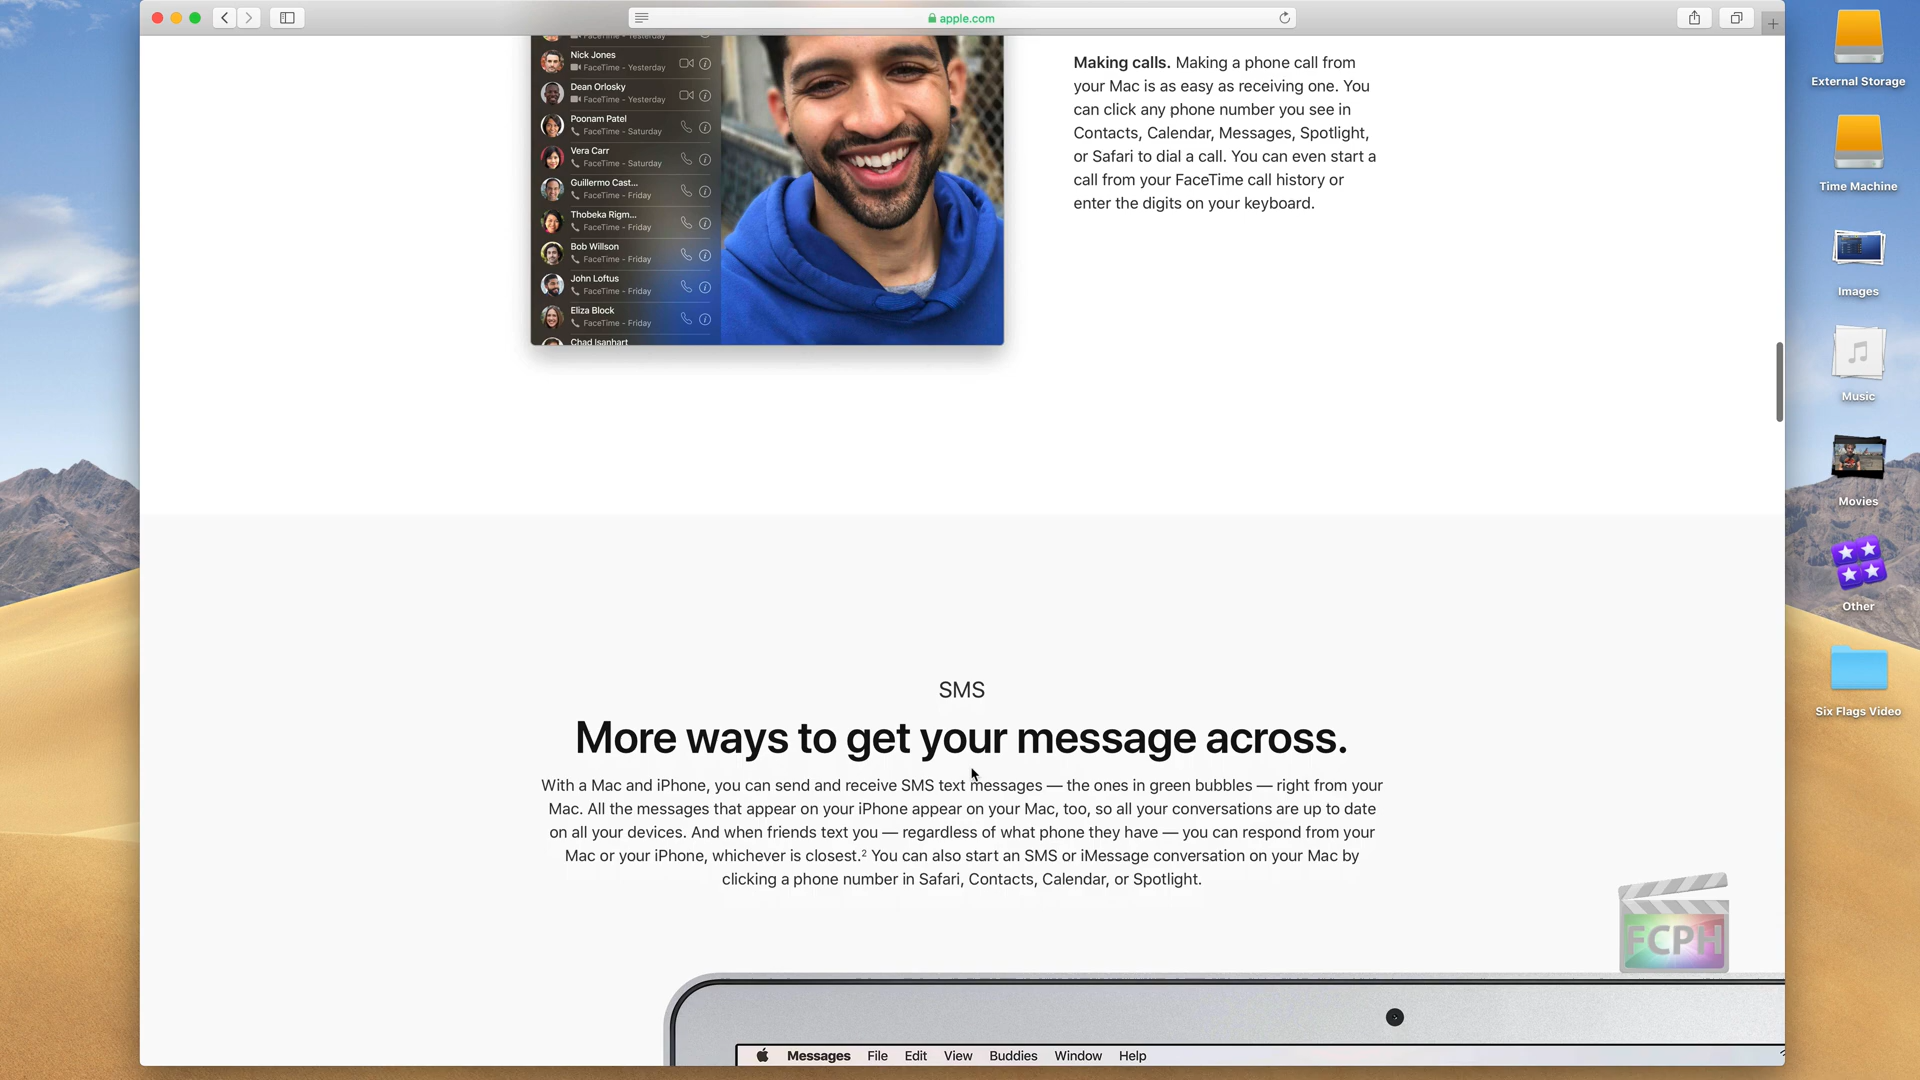 apple.com
FaceTime - Yesterday
Nick Jones
FaceTime - Yesterday
Dean Orlosky
FaceTime - Yesterday
Poonam Patel
FaceTime - Saturday
Vera Carr
FaceTime - Saturday
Guillermo Cast...
FaceTime - Friday
Thobeka Rigm...
FaceTime - Friday
Bob Willson
FaceTime - Friday
John Loftus
FaceTime - Friday
Eliza Block
FaceTime - Friday
Chad Isanhart
Making calls. Making a phone call from
your Mac is as easy as receiving one. You
can click any phone number you see in
Contacts, Calendar, Messages, Spotlight,
or Safari to dial a call. You can even start a
call from your FaceTime call history or
enter the digits on your keyboard.
SMS
More ways to get your message across.
With a Mac and iPhone, you can send and receive SMS text messages — the ones in green bubbles — right from your
Mac. All the messages that appear on your iPhone appear on your Mac, too, so all your conversations are up to date
on all your devices. And when friends text you — regardless of what phone they have — you can respond from your
Mac or your iPhone, whichever is closest.² You can also start an SMS or iMessage conversation on your Mac by
clicking a phone number in Safari, Contacts, Calendar, or Spotlight.
FCPH
Messages File Edit View Buddies Window Help
External Storage
Time Machine
Images
Music
Movies
Other
Six Flags Video